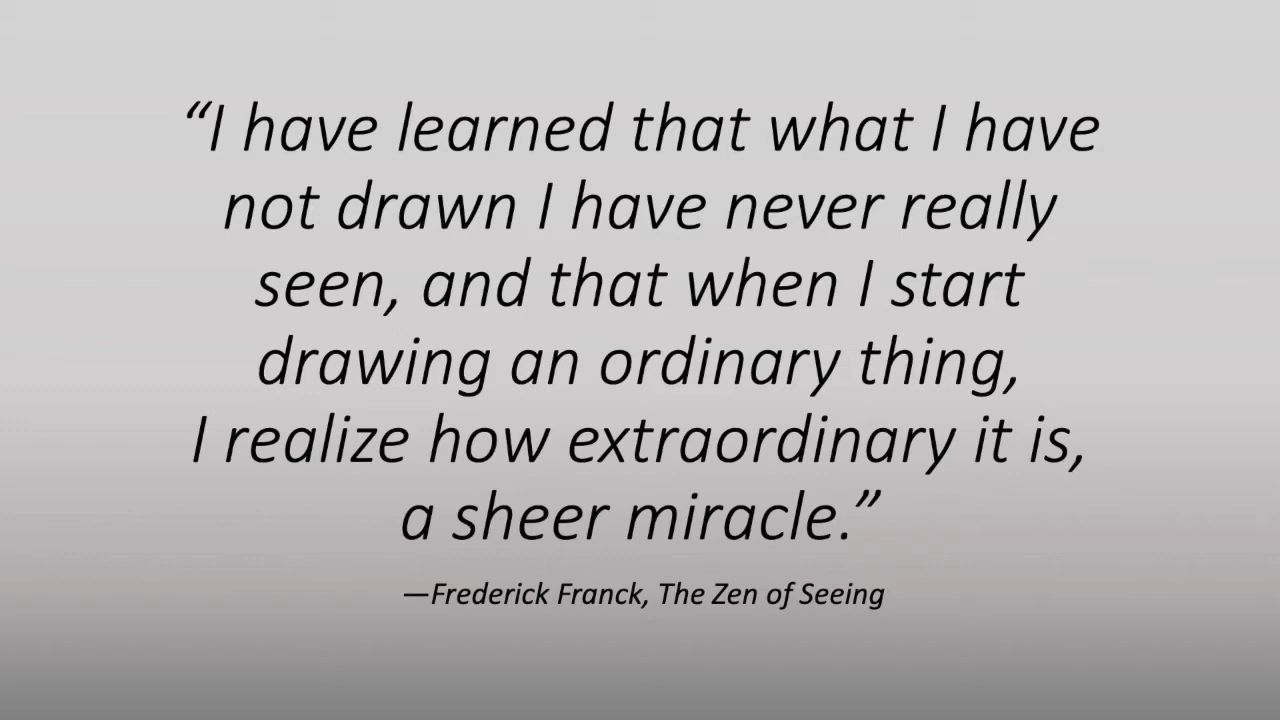 “I have learned that what I have
not drawn I have never really
seen, and that when I start
drawing an ordinary thing,
I realize how extraordinary it is,
a sheer miracle.”
—Frederick Franck, The Zen of Seeing